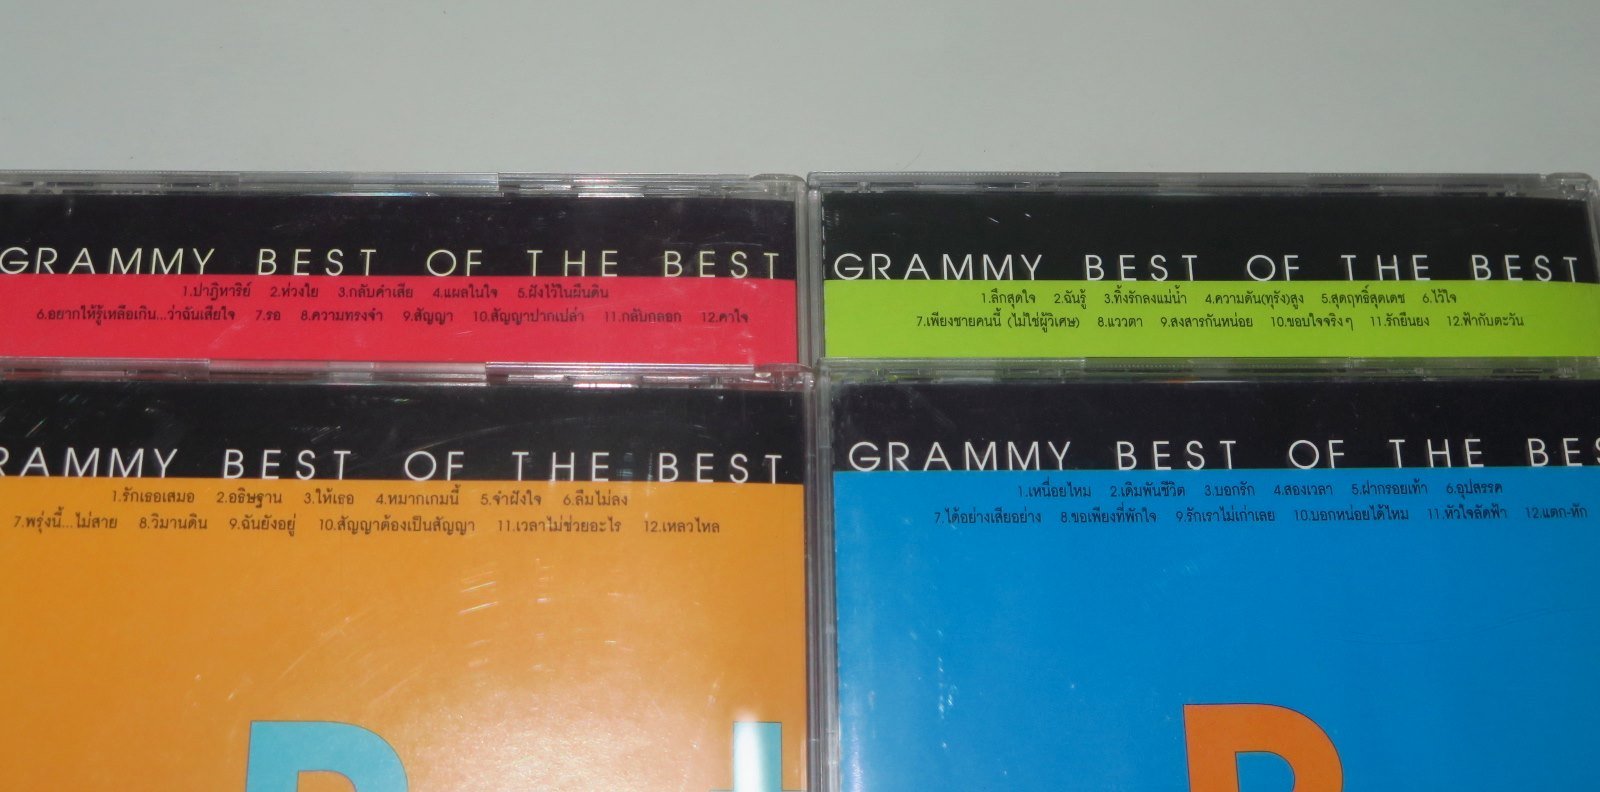 GRAMMY BEST OF THE BEST
1.ปาฏิหาริย์ 2.ห่วงใย 3.กลับคำเสีย 4.แผลในใจ 5.ฝังไว้ในผืนดิน
6.อยากให้รู้เหลือเกิน...ว่าฉันเสียใจ 7.รอ 8.ความทรงจำ 9.สัญญา 10.สัญญาปากเปล่า 11.กลับกลอก 12.คาใจ
GRAMMY BEST OF THE BEST
1.ลึกสุดใจ 2.ฉันรู้ 3.ทิ้งรักลงแม่น้ำ 4.ความดัน(ทุรัง)สูง 5.สุดฤทธิ์สุดเดช 6.ไว้ใจ
7.เพียงชายคนนี้ (ไม่ใช่ผู้วิเศษ) 8.แววตา 9.สงสารกันหน่อย 10.ขอบใจจริงๆ 11.รักยืนยง 12.ฟ้ากับตะวัน
RAMMY BEST OF THE BEST
1.รักเธอเสมอ 2.อธิษฐาน 3.ให้เธอ 4.หมากเกมนี้ 5.จำฝังใจ 6.ลืมไม่ลง
7.พรุ่งนี้...ไม่สาย 8.วิมานดิน 9.ฉันยังอยู่ 10.สัญญาต้องเป็นสัญญา 11.เวลาไม่ช่วยอะไร 12.เหลวไหล
GRAMMY BEST OF THE BES
1.เหนื่อยไหม 2.เดิมพันชีวิต 3.บอกรัก 4.สองเวลา 5.ฝากรอยเท้า 6.อุปสรรค
7.ได้อย่างเสียอย่าง 8.ขอเพียงที่พักใจ 9.รักเราไม่เก่าเลย 10.บอกหน่อยได้ไหม 11.หัวใจลัดฟ้า 12.แตก-หัก